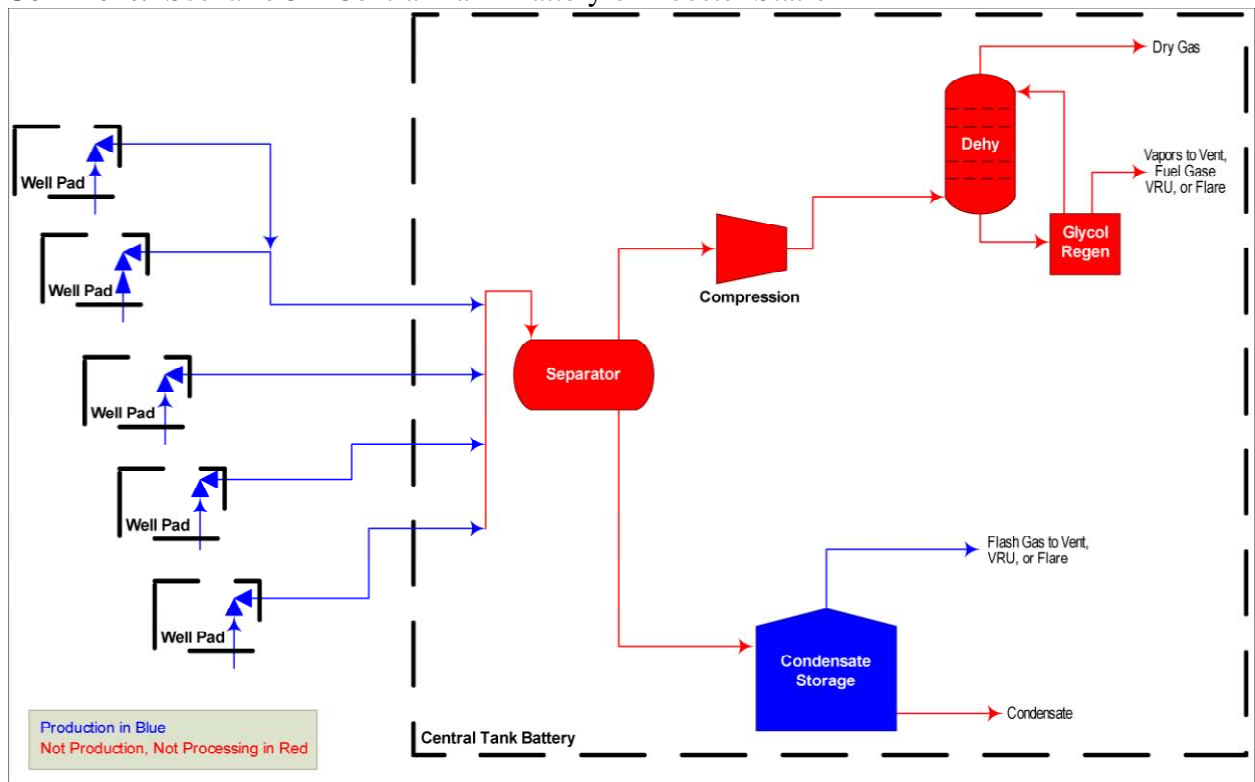 Dry Gas
Dehy
Vapors to Vent,
Fuel Gase
VRU, or Flare
Glycol
Regen
Well Pad
Well Pad
Compression
Separator
Well Pad
Well Pad
Flash Gas to Vent,
VRU, or Flare
Well Pad
Condensate
Storage
Condensate
Production in Blue
Not Production, Not Processing in Red
Central Tank Battery